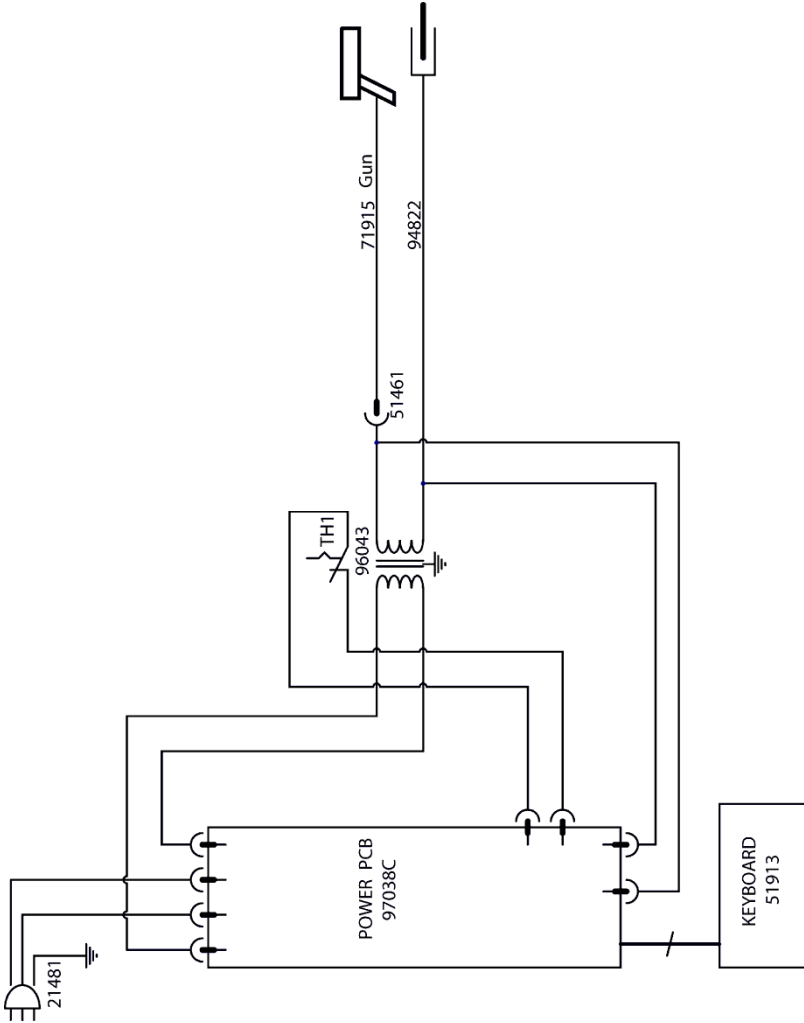 71915 Gun
94822
51461
TH1
96043
POWER PCB
97038C
KEYBOARD
51913
21481